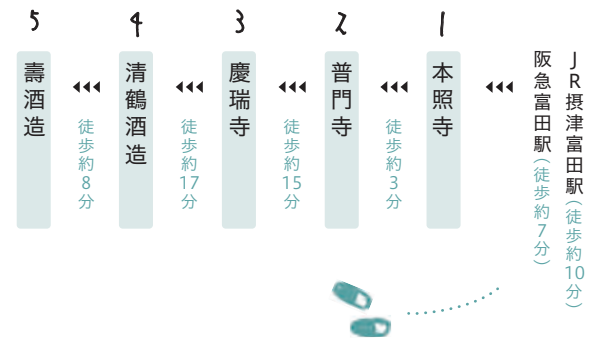 JR摂津富田駅（徒歩約10分）
阪急富田駅（徒歩約7分）
1
本照寺
徒歩約3分
2
普門寺
徒歩約15分
3
慶瑞寺
徒歩約17分
4
清鶴酒造
徒歩約8分
5
壽酒造